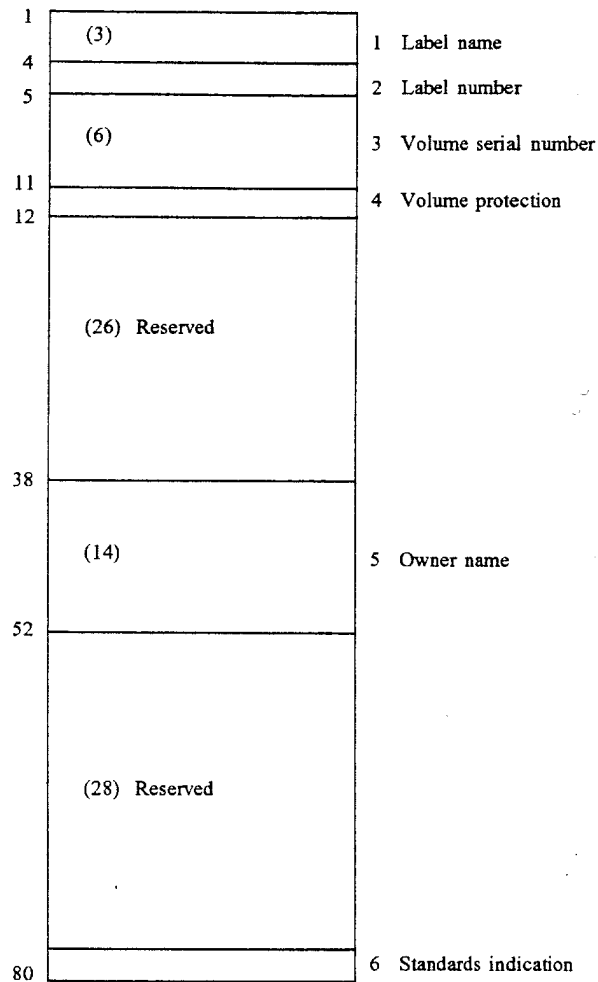 1
(3)
1 Label name
4
2 Label number
5
(6)
3 Volume serial number
11
4 Volume protection
12
(26) Reserved
38
(14)
5 Owner name
52
(28) Reserved
6 Standards indication
80